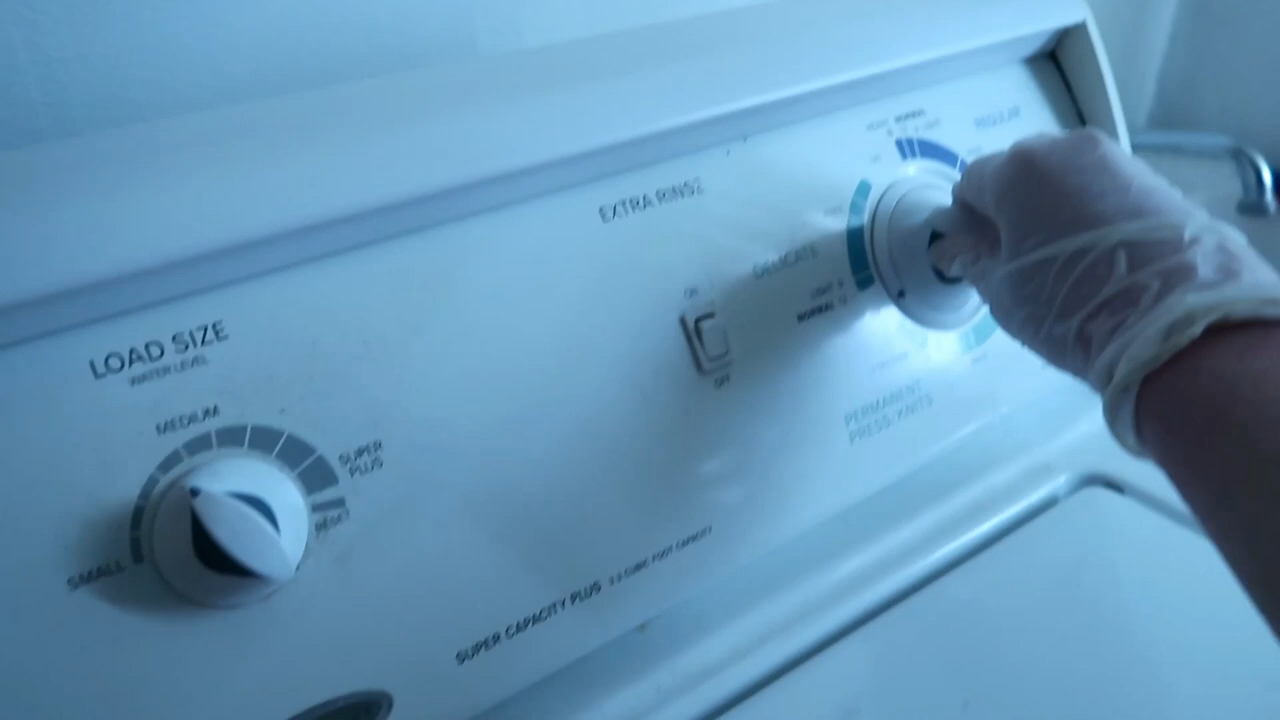 REGULAR
EXTRA RINSE
DELICATE
ON
LIGHT
NORMAL 12
OFF
LOAD SIZE
WATER LEVEL
MEDIUM
SUPER
PLUS
RESET
SMALL
PERMANENT
PRESS/KNITS
SUPER CAPACITY PLUS